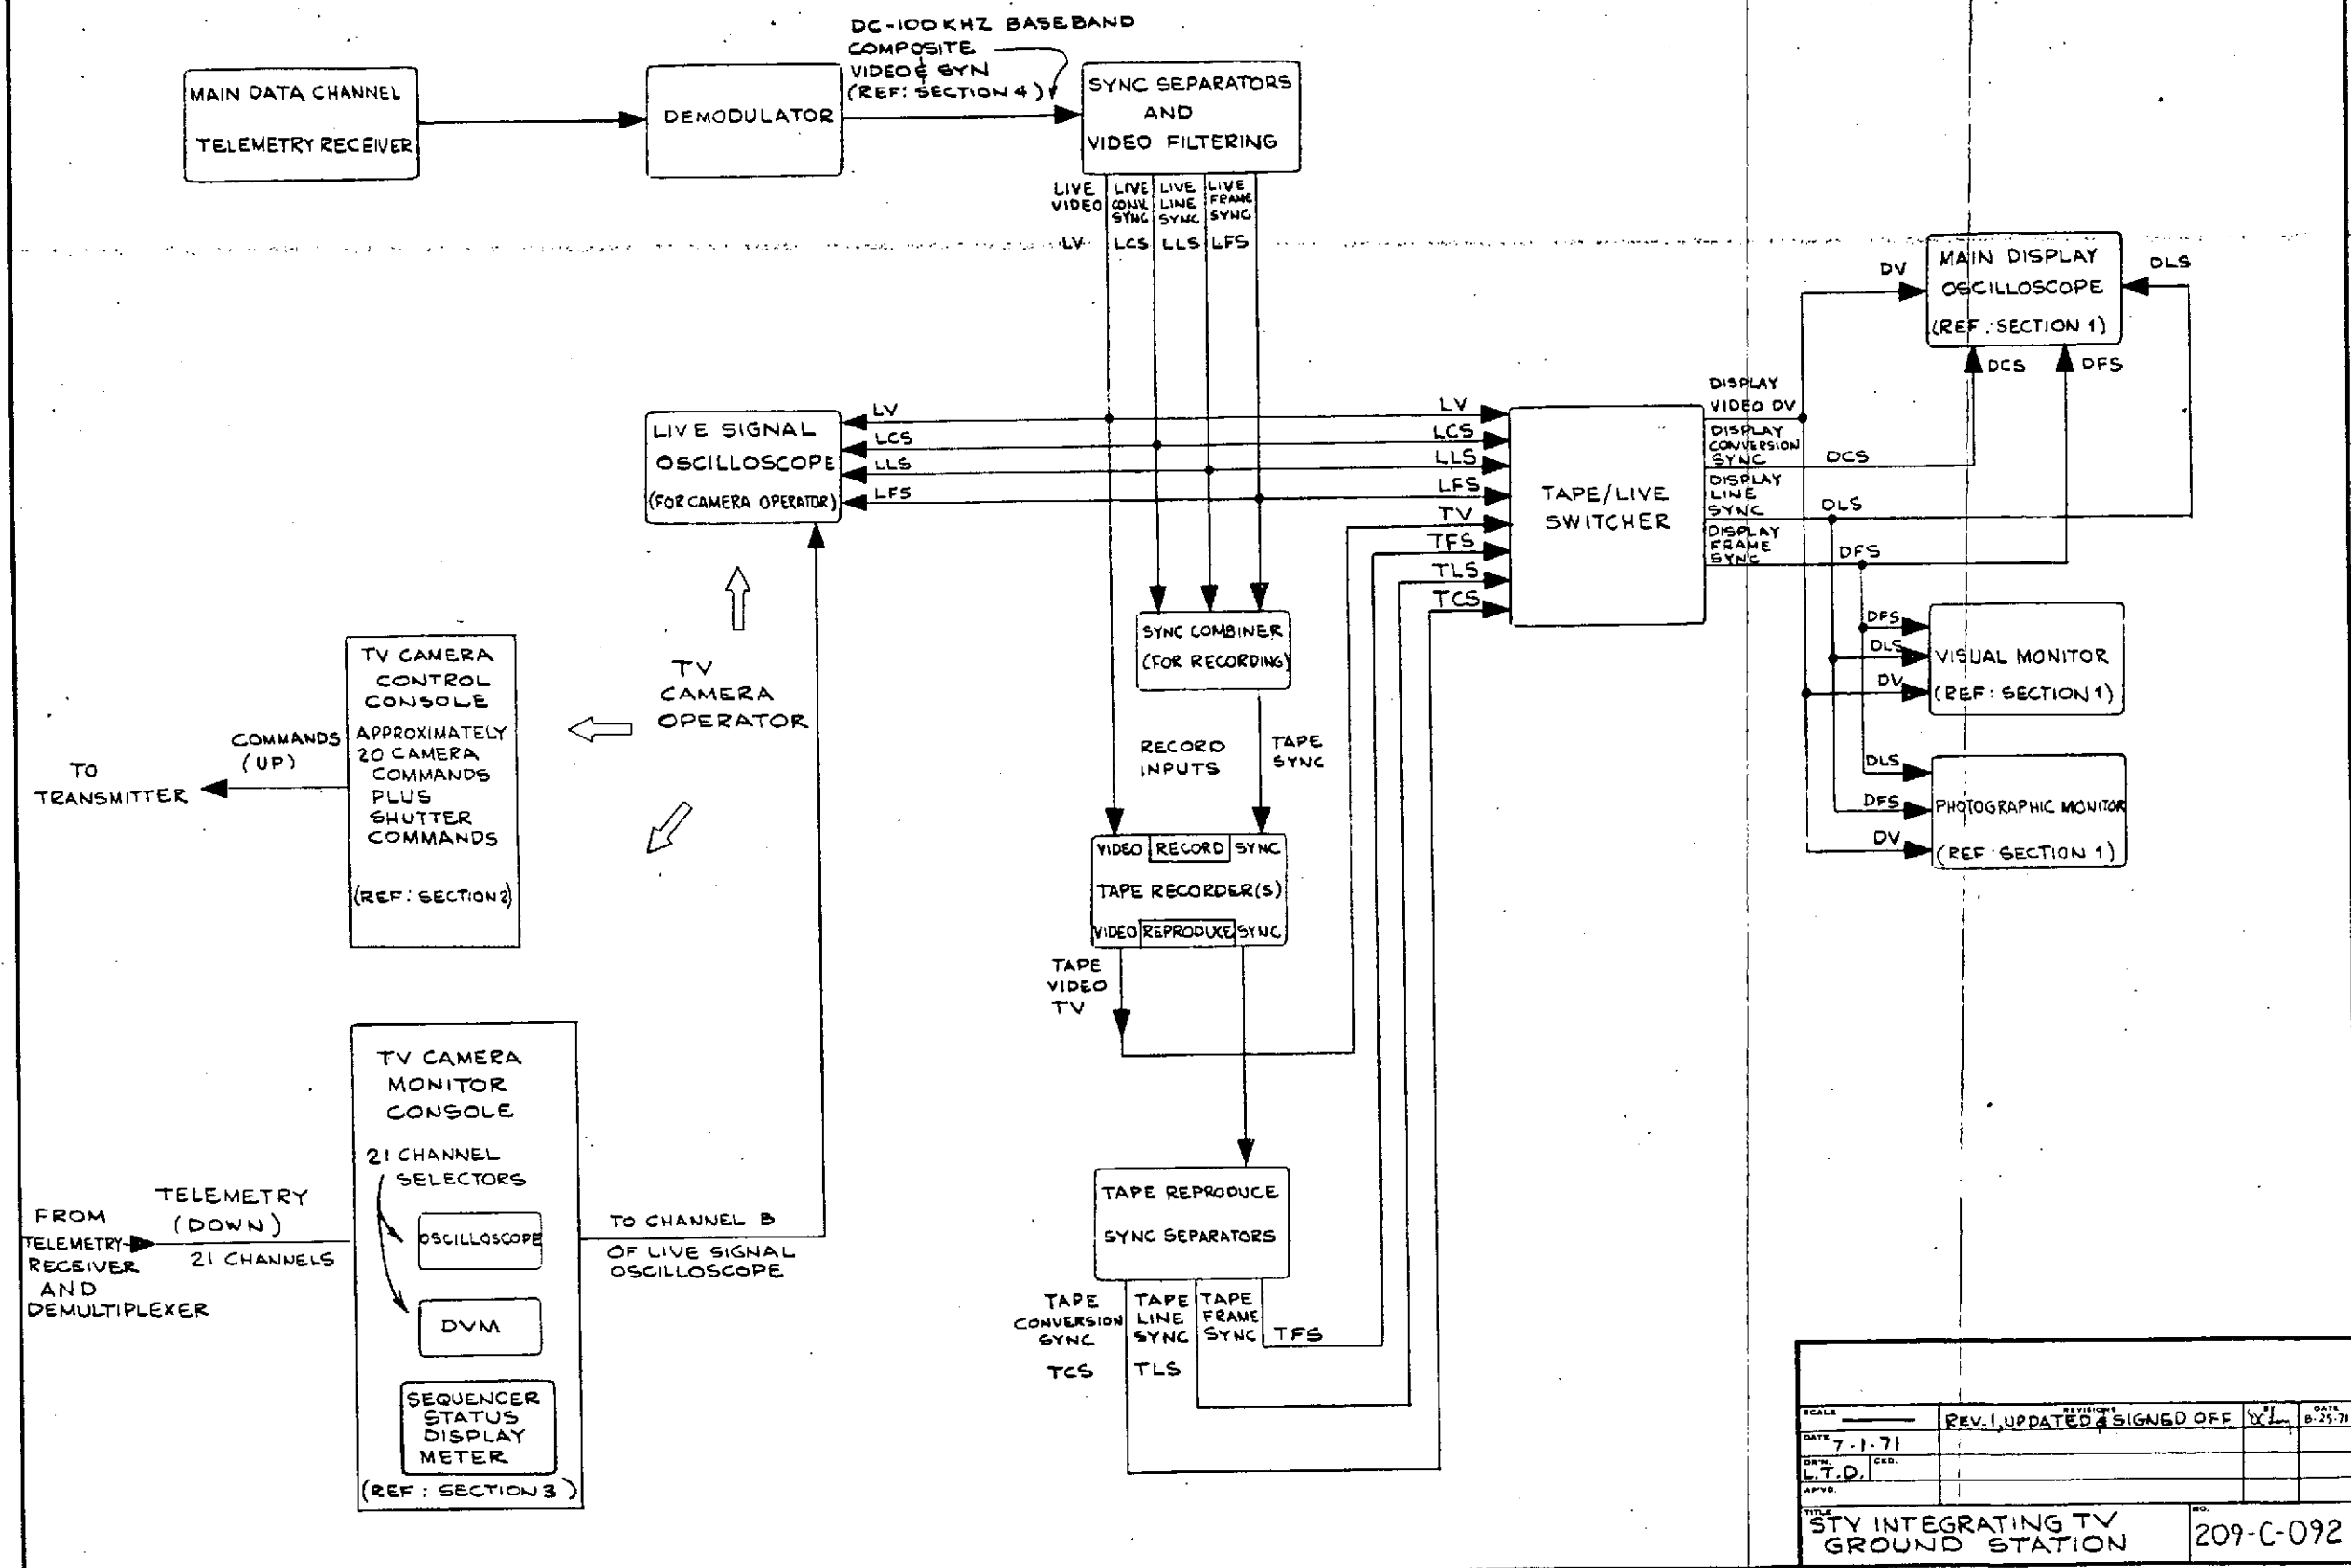 DC-100 KHZ BASEBAND
COMPOSITE
VIDEO & SYN
(REF: SECTION 4)
MAIN DATA CHANNEL
TELEMETRY RECEIVER
DEMODULATOR
SYNC SEPARATORS
AND
VIDEO FILTERING
LIVE
VIDEO
LV
LIVE
CONV.
SYNC
LCS
LIVE
LINE
SYNC
LLS
LIVE
FRAME
SYNC
LFS
LIVE SIGNAL
OSCILLOSCOPE
(FOR CAMERA OPERATOR)
LV
LCS
LLS
LFS
LV
LCS
LLS
LFS
TV
TFS
TLS
TCS
TAPE/LIVE
SWITCHER
DISPLAY
VIDEO DV
DISPLAY
CONVERSION
SYNC
DCS
DISPLAY
LINE
SYNC
DLS
DISPLAY
FRAME
SYNC
DFS
DV
MAIN DISPLAY
OSCILLOSCOPE
(REF: SECTION 1)
DLS
DCS
DFS
DFS
DLS
DV
VISUAL MONITOR
(REF: SECTION 1)
DLS
DFS
DV
PHOTOGRAPHIC MONITOR
(REF: SECTION 1)
SYNC COMBINER
(FOR RECORDING)
RECORD
INPUTS
TAPE
SYNC
VIDEO RECORD SYNC
TAPE RECORDER(S)
VIDEO REPRODUCE SYNC
TAPE
VIDEO
TV
TAPE REPRODUCE
SYNC SEPARATORS
TAPE
CONVERSION
SYNC
TCS
TAPE
LINE
SYNC
TLS
TAPE
FRAME
SYNC
TFS
TV
CAMERA
OPERATOR
TV CAMERA
CONTROL
CONSOLE
APPROXIMATELY
20 CAMERA
COMMANDS
PLUS
SHUTTER
COMMANDS
(REF: SECTION 2)
COMMANDS
(UP)
TO
TRANSMITTER
TV CAMERA
MONITOR
CONSOLE
21 CHANNEL
SELECTORS
OSCILLOSCOPE
DVM
SEQUENCER
STATUS
DISPLAY
METER
(REF: SECTION 3)
FROM
TELEMETRY
RECEIVER
AND
DEMULTIPLEXER
TELEMETRY
(DOWN)
21 CHANNELS
TO CHANNEL B
OF LIVE SIGNAL
OSCILLOSCOPE
SCALE
REVISIONS
REV. 1, UPDATED & SIGNED OFF
DATE
8-25-71
DATE 7-1-71
DR'N. L.T.D.
CKD.
APVD.
TITLE
STY INTEGRATING TV
GROUND STATION
NO.
209-C-092